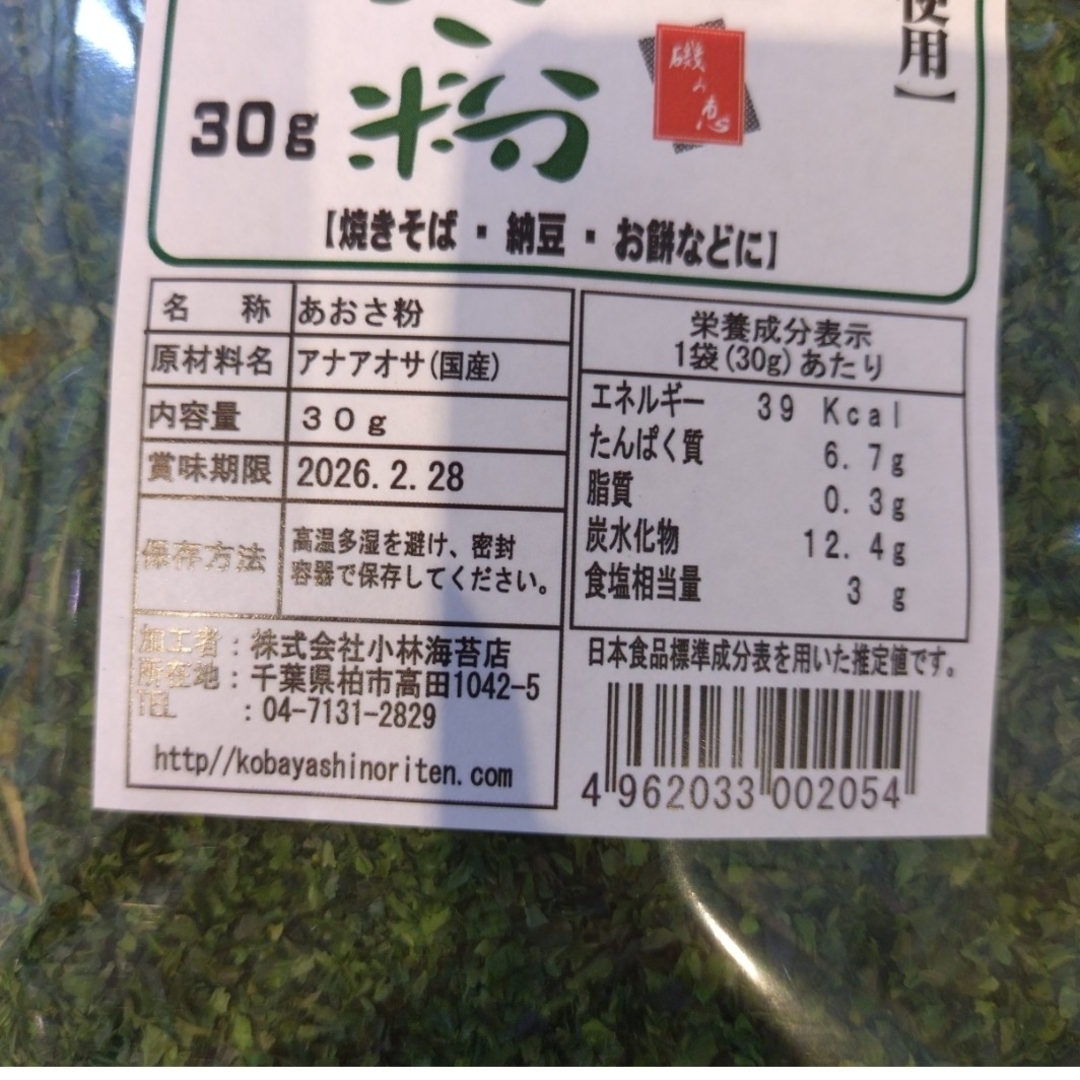 使用】
粉
30g
磯の恵
【焼きそば・納豆・お餅などに】
名 称 あおさ粉
原材料名 アナアオサ(国産)
内容量 30g
賞味期限 2026.2.28
保存方法 高温多湿を避け、密封
容器で保存してください。
加工者:株式会社小林海苔店
所在地:千葉県柏市高田1042-5
TEL :04-7131-2829
http//kobayashinoriten.com
栄養成分表示
1袋(30g)あたり
エネルギー 39 Kcal
たんぱく質 6.7g
脂質 0.3g
炭水化物 12.4g
食塩相当量 3 g
日本食品標準成分表を用いた推定値です。
4962033002054